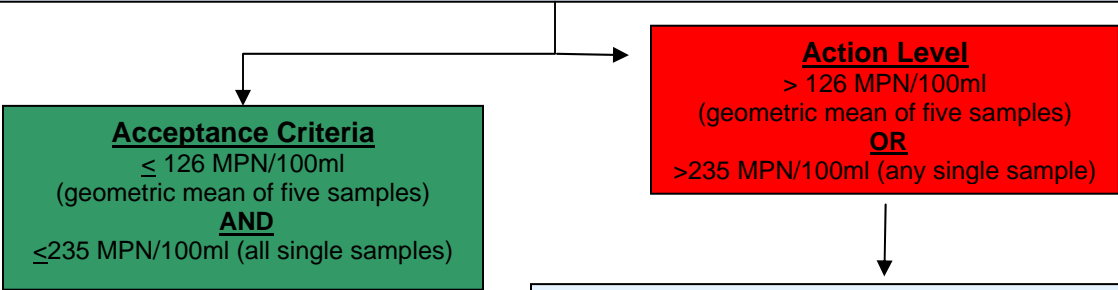 Action Level
> 126 MPN/100ml
(geometric mean of five samples)
OR
>235 MPN/100ml (any single sample)
Acceptance Criteria
≤ 126 MPN/100ml
(geometric mean of five samples)
AND
≤235 MPN/100ml (all single samples)